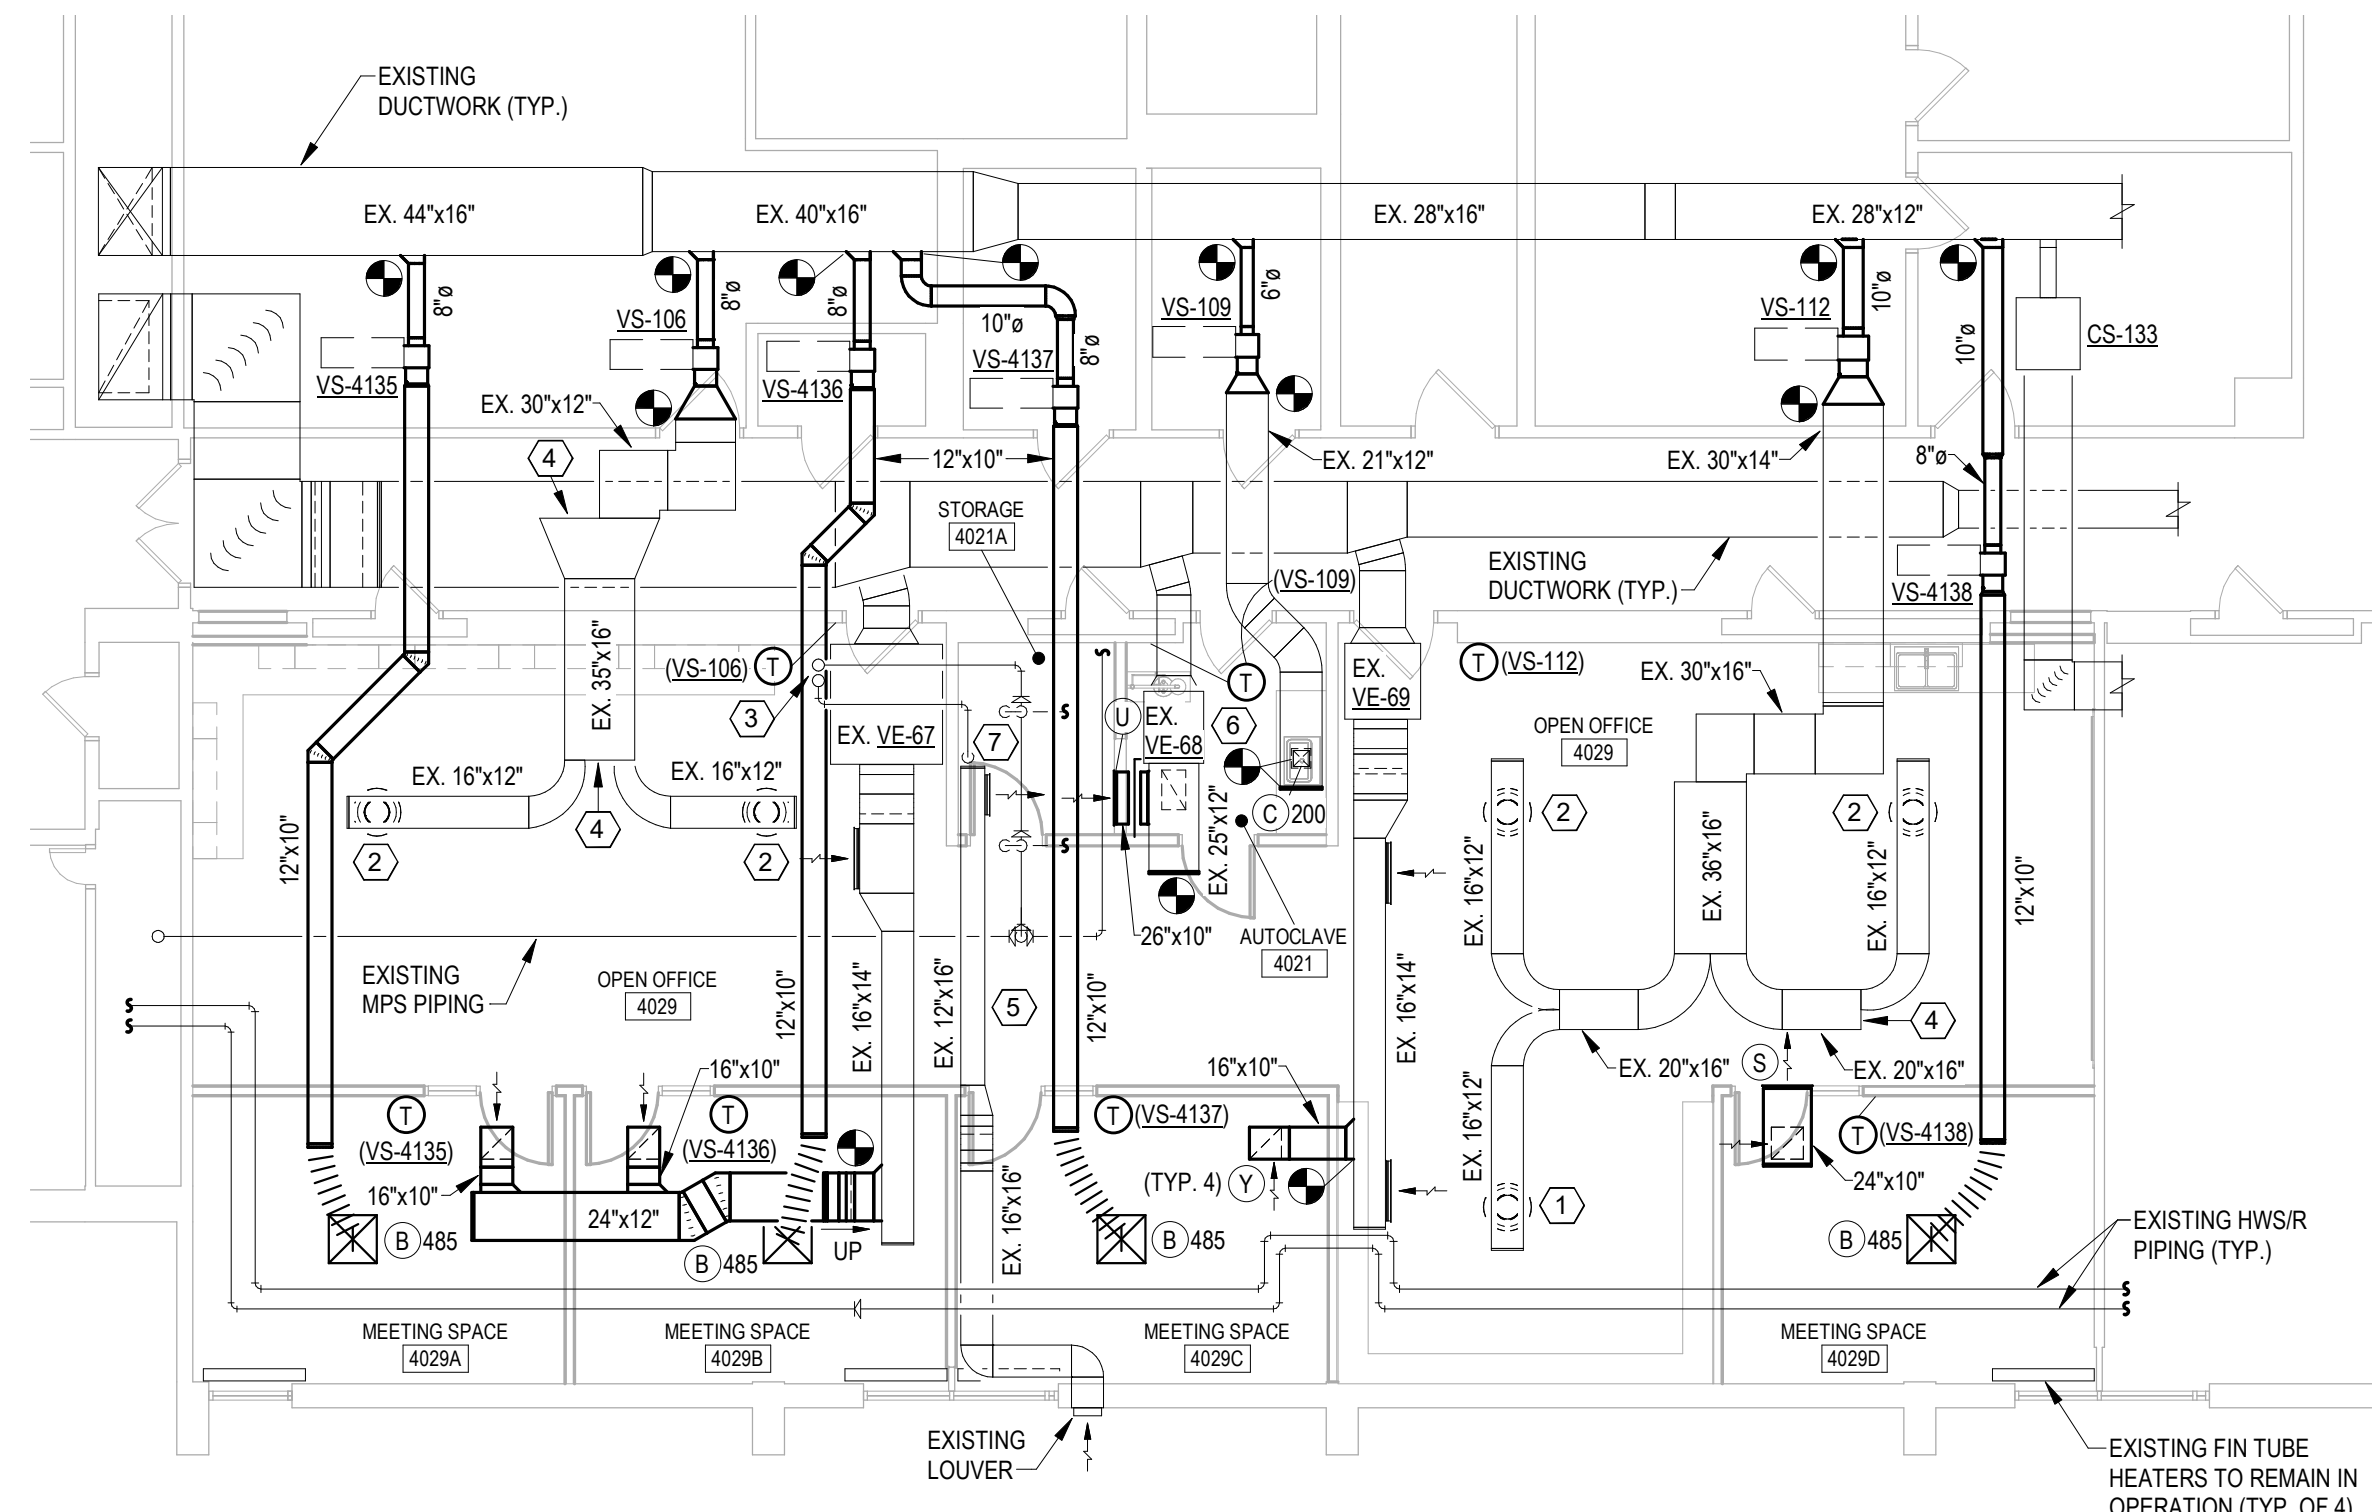 EXISTING
DUCTWORK (TYP.)
EX. 44"x16"
EX. 40"x16"
EX. 28"x16"
EX. 28"x12"
8"ø
8"ø
8"ø
10"ø
8"ø
6"ø
10"ø
10"ø
VS-4135
VS-106
VS-4136
VS-4137
VS-109
VS-112
CS-133
EX. 30"x12"
4
12"x10"
EX. 21"x12"
EX. 30"x14"
8"ø
STORAGE
4021A
(VS-109)
EXISTING
DUCTWORK (TYP.)
VS-4138
EX. 35"x16"
(VS-106)
T
3
EX. VE-67
7
U
EX.
VE-68
T
6
EX.
VE-69
T
(VS-112)
EX. 30"x16"
OPEN OFFICE
4029
EX. 16"x12"
EX. 16"x12"
4
2
2
12"x10"
C
200
EX. 25"x12"
26"x10"
AUTOCLAVE
4021
2
2
EX. 16"x12"
EX. 36"x16"
EX. 16"x12"
12"x10"
EXISTING
MPS PIPING
OPEN OFFICE
4029
12"x10"
EX. 16"x14"
EX. 12"x16"
5
12"x10"
EX. 16"x14"
4
EX. 20"x16"
S
EX. 20"x16"
16"x10"
16"x10"
T
(VS-4135)
T
(VS-4136)
T
(VS-4137)
T
(VS-4138)
16"x10"
24"x12"
UP
(TYP. 4)
Y
EX. 16"x12"
1
24"x10"
B
485
B
485
EX. 16"x16"
B
485
B
485
EXISTING HWS/R
PIPING (TYP.)
MEETING SPACE
4029A
MEETING SPACE
4029B
MEETING SPACE
4029C
MEETING SPACE
4029D
EXISTING
LOUVER
EXISTING FIN TUBE
HEATERS TO REMAIN IN
OPERATION (TYP. OF 4)